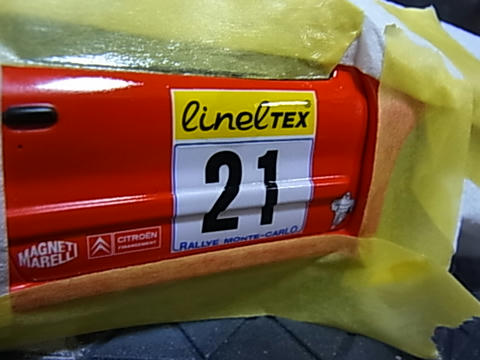 linelTEX
21
RALLYE MONTE-CARLO
MAGNETI
MARELLI
CITROËN
FINANCEMENT